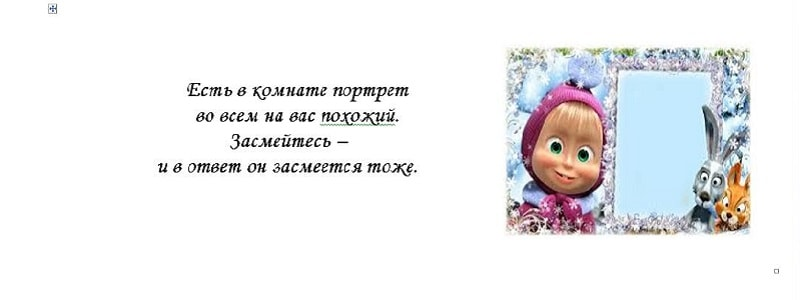 Есть в комнате портрет
во всем на вас похожий.
Засмейтесь –
и в ответ он засмеется тоже.